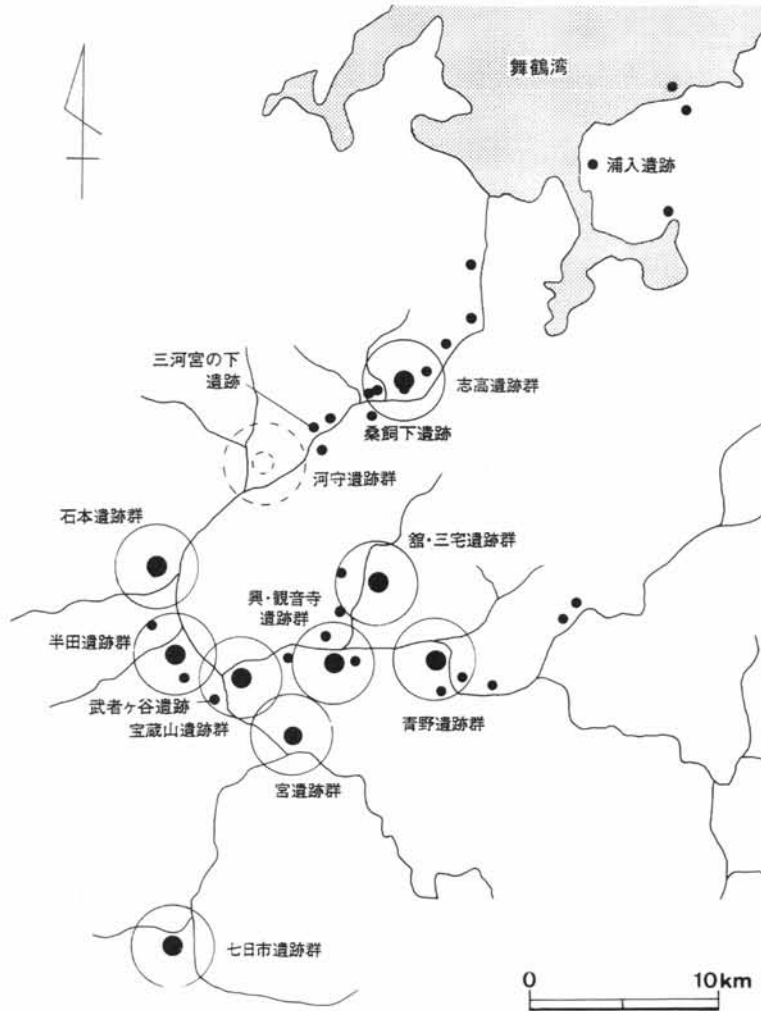 舞鶴湾
浦入遺跡
三河宮の下
遺跡
志高遺跡群
桑飼下遺跡
河守遺跡群
石本遺跡群
舘・三宅遺跡群
興・観音寺
遺跡群
半田遺跡群
武者ヶ谷遺跡
宝蔵山遺跡群
青野遺跡群
宮遺跡群
七日市遺跡群
0 10km